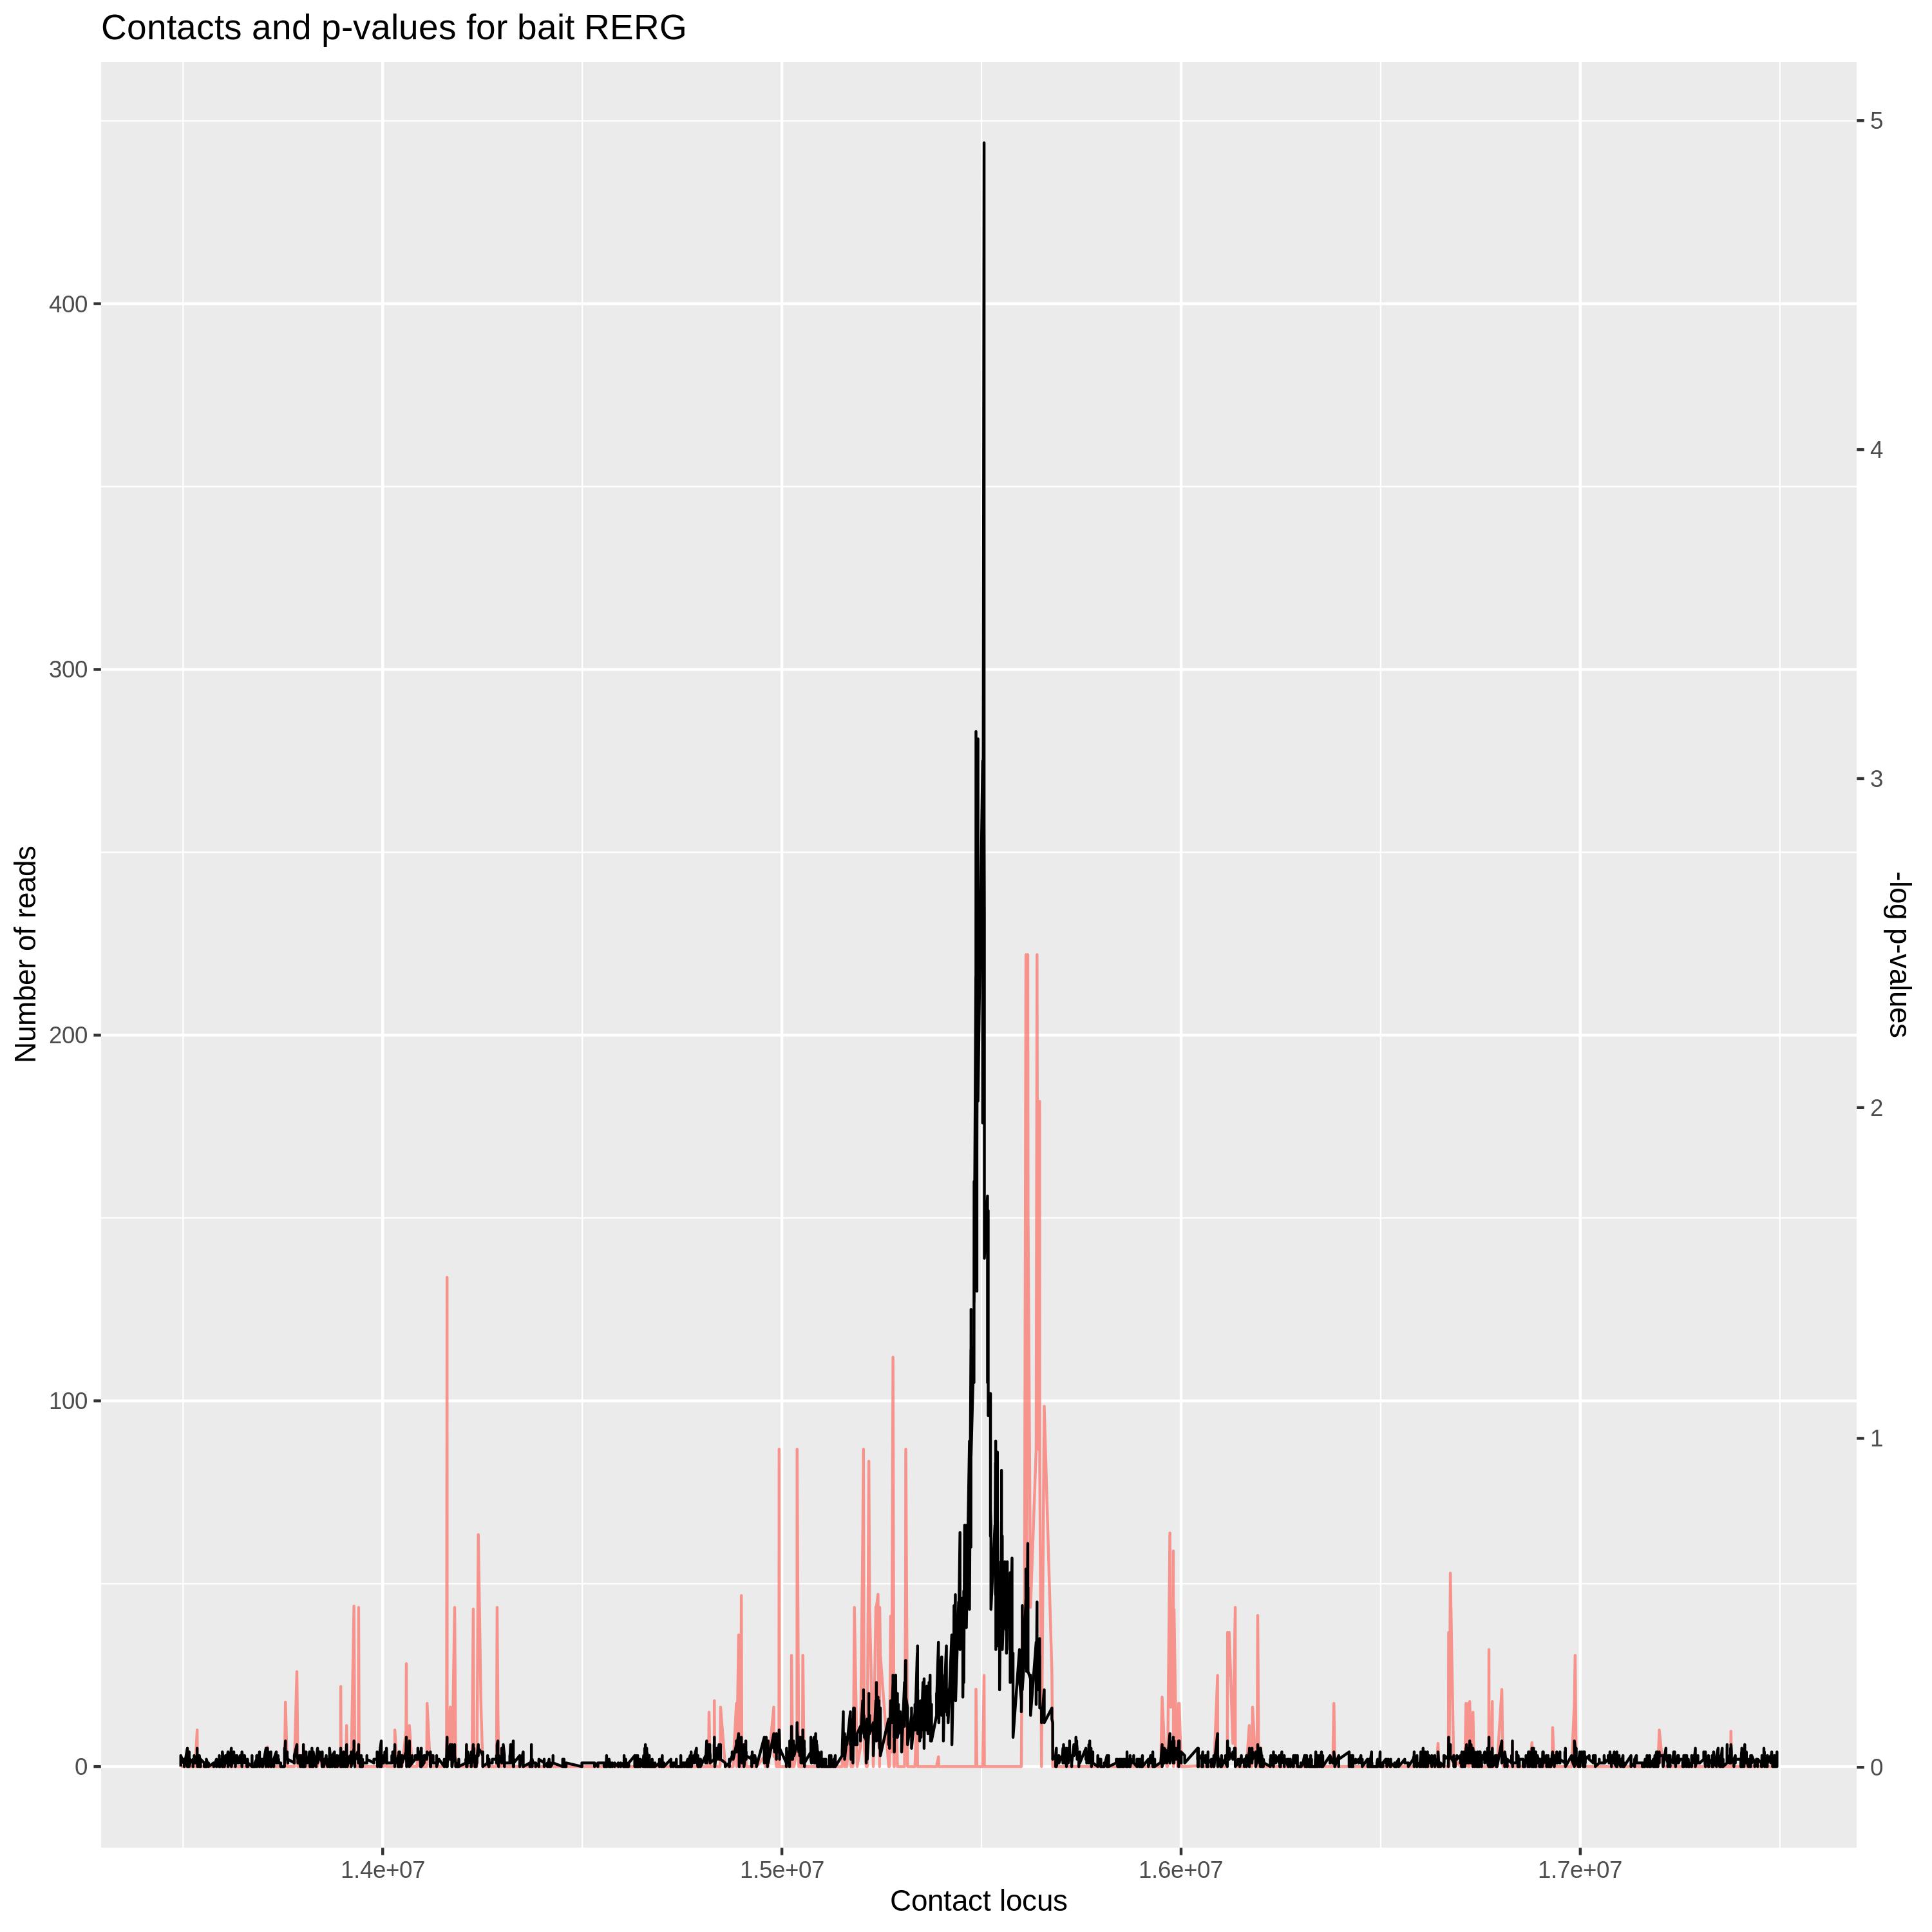 Contacts and p-values for bait RERG
Number of reads
400
300
200
100
0
5
4
3
2
1
0
-log p-values
1.4e+07 1.5e+07 1.6e+07 1.7e+07
Contact locus